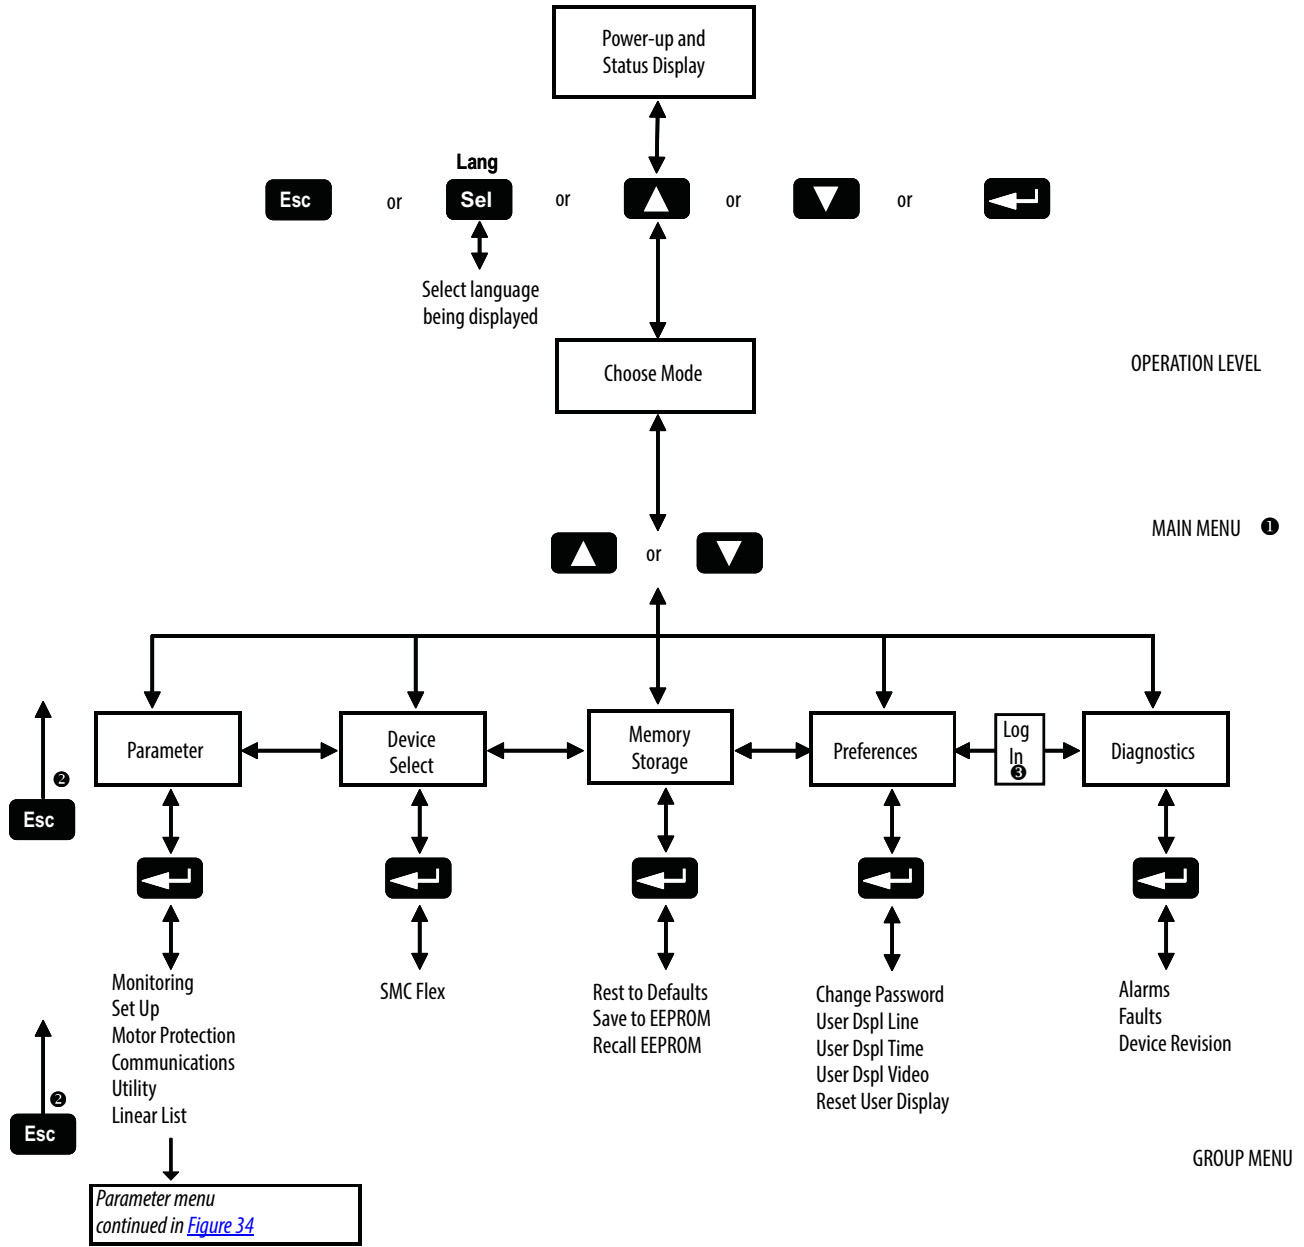 Power-up and
Status Display
Lang
Esc or Sel or or or
Select language
being displayed
Choose Mode
OPERATION LEVEL
MAIN MENU ❶
or
Parameter
Device
Select
Memory
Storage
Preferences
Log
In
❸
Diagnostics
❷
Esc
Monitoring
Set Up
Motor Protection
Communications
Utility
Linear List
SMC Flex
Rest to Defaults
Save to EEPROM
Recall EEPROM
Change Password
User Dspl Line
User Dspl Time
User Dspl Video
Reset User Display
Alarms
Faults
Device Revision
❷
Esc
GROUP MENU
Parameter menu
continued in Figure 34